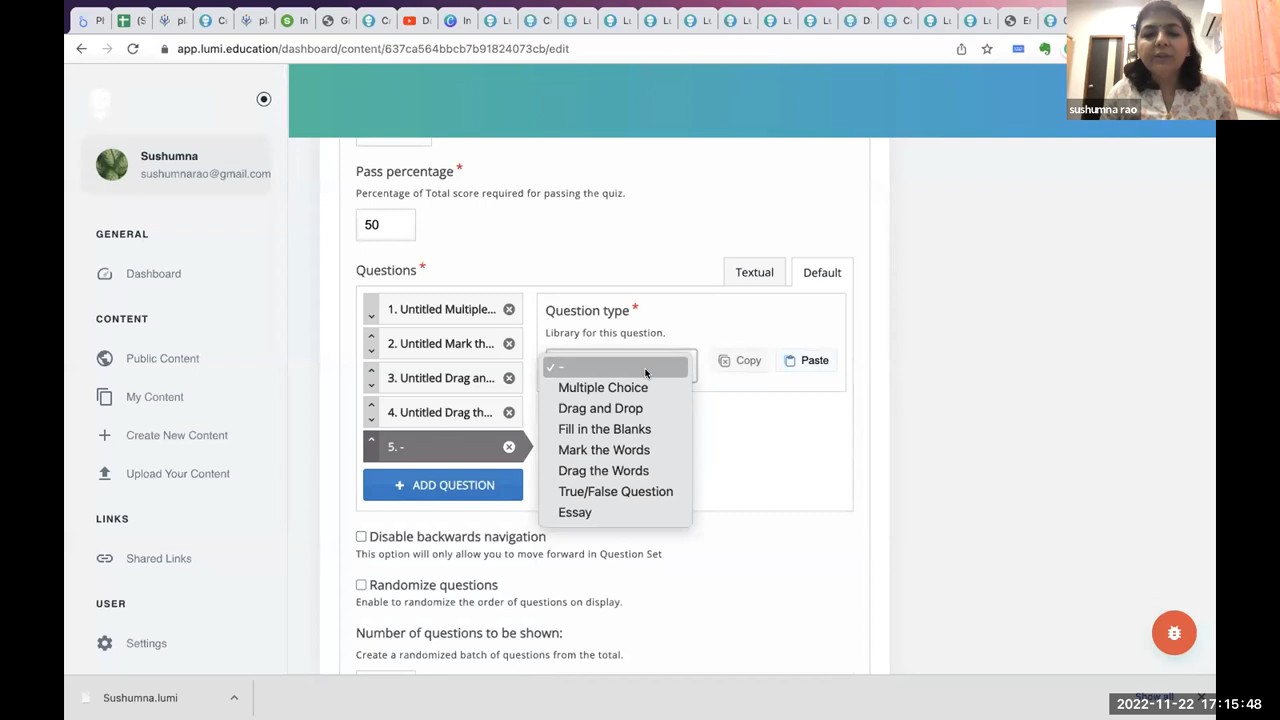 Pl
(S
pl
C
pl
In
G
C
D
In
L
C
L
L
L
L
L
L
L
D
C
L
L
E
C
app.lumi.education/dashboard/content/637ca564bbcb7b91824073cb/edit
sushumna rao
Sushumna
sushumnarao@gmail.com
GENERAL
Dashboard
CONTENT
Public Content
My Content
Create New Content
Upload Your Content
LINKS
Shared Links
USER
Settings
Pass percentage *
Percentage of Total score required for passing the quiz.
50
Questions *
Textual
Default
1. Untitled Multiple...
2. Untitled Mark th...
3. Untitled Drag an...
4. Untitled Drag th...
5. -
+ ADD QUESTION
Question type *
Library for this question.
✓ -
Multiple Choice
Drag and Drop
Fill in the Blanks
Mark the Words
Drag the Words
True/False Question
Essay
Copy
Paste
Disable backwards navigation
This option will only allow you to move forward in Question Set
Randomize questions
Enable to randomize the order of questions on display.
Number of questions to be shown:
Create a randomized batch of questions from the total.
Sushumna.lumi
Show all
2022-11-22 17:15:48